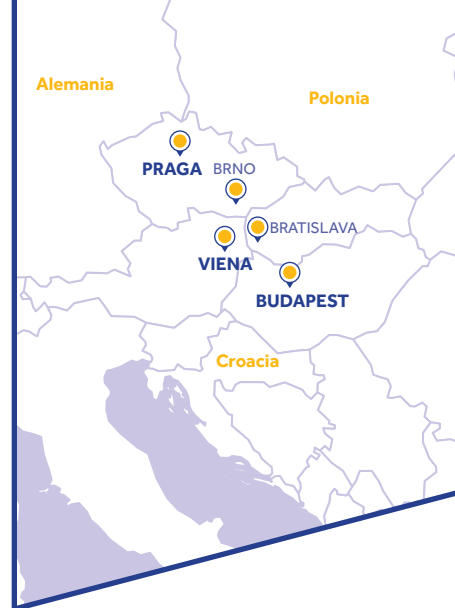 Alemania
Polonia
PRAGA
BRNO
BRATISLAVA
VIENA
BUDAPEST
Croacia